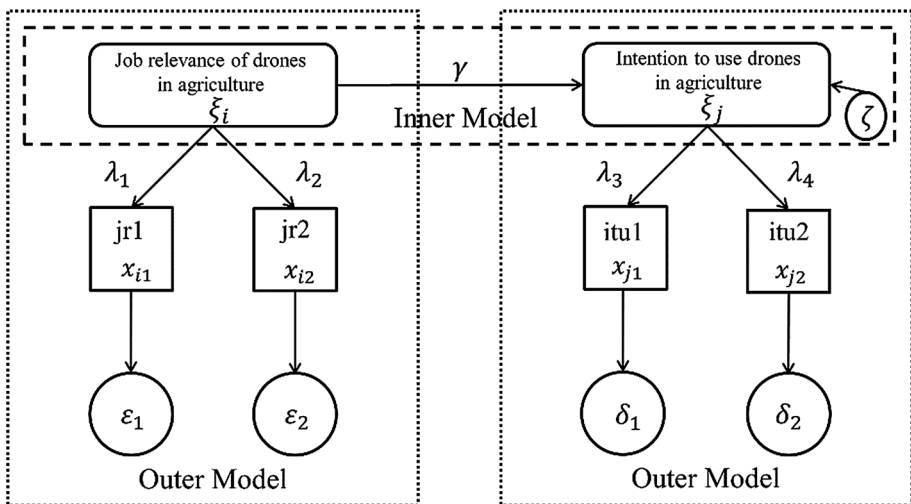 Job relevance of drones
in agriculture
ξi
γ
Intention to use drones
in agriculture
ξj
ζ
Inner Model
λ1
λ2
λ3
λ4
jr1
xi1
jr2
xi2
itu1
xj1
itu2
xj2
ε1
ε2
δ1
δ2
Outer Model
Outer Model